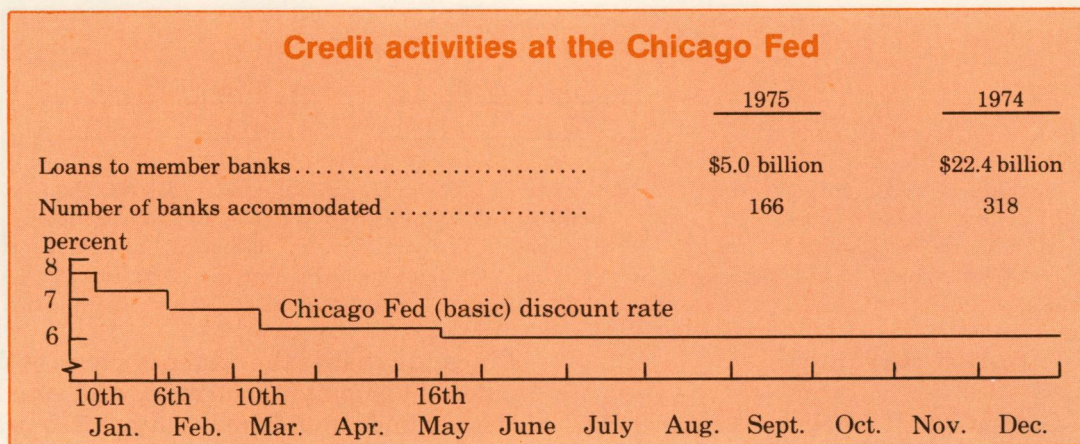 Credit activities at the Chicago Fed
1975 1974
Loans to member banks............................ $5.0 billion $22.4 billion
Number of banks accommodated................... 166 318
percent
8
7
6
Chicago Fed (basic) discount rate
10th 6th 10th 16th
Jan. Feb. Mar. Apr. May June July Aug. Sept. Oct. Nov. Dec.